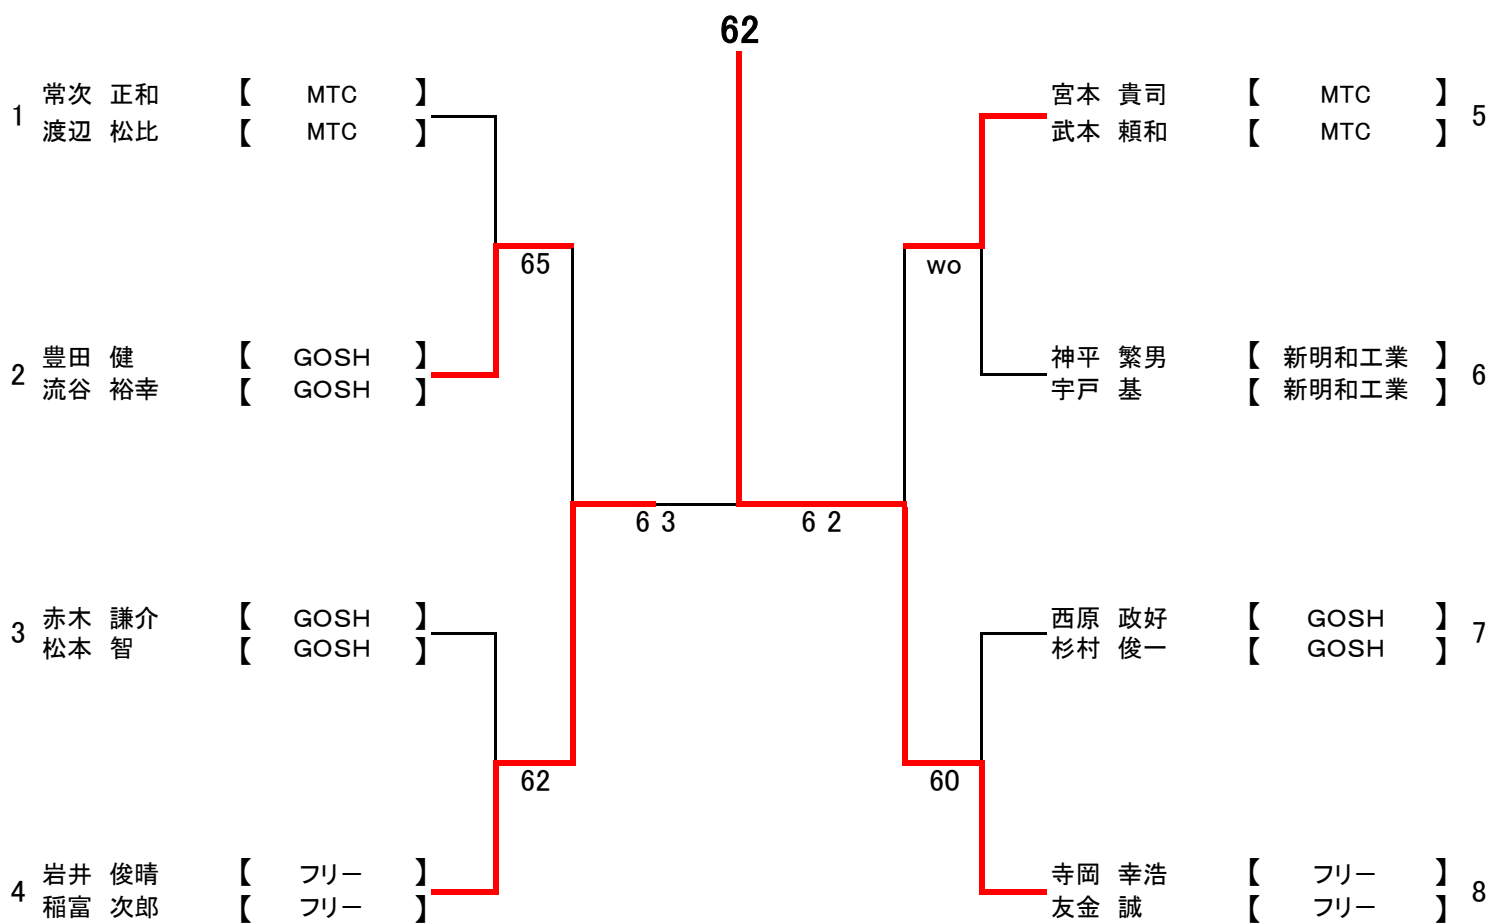 62
1 常次 正和 【 MTC 】
渡辺 松比 【 MTC 】
65
2 豊田 健 【 GOSH 】
流谷 裕幸 【 GOSH 】
6 3
3 赤木 謙介 【 GOSH 】
松本 智 【 GOSH 】
62
4 岩井 俊晴 【 フリー 】
稲富 次郎 【 フリー 】
宮本 貴司 【 MTC 】 5
武本 頼和 【 MTC 】
wo
神平 繁男 【 新明和工業 】 6
宇戸 基 【 新明和工業 】
6 2
西原 政好 【 GOSH 】 7
杉村 俊一 【 GOSH 】
60
寺岡 幸浩 【 フリー 】 8
友金 誠 【 フリー 】